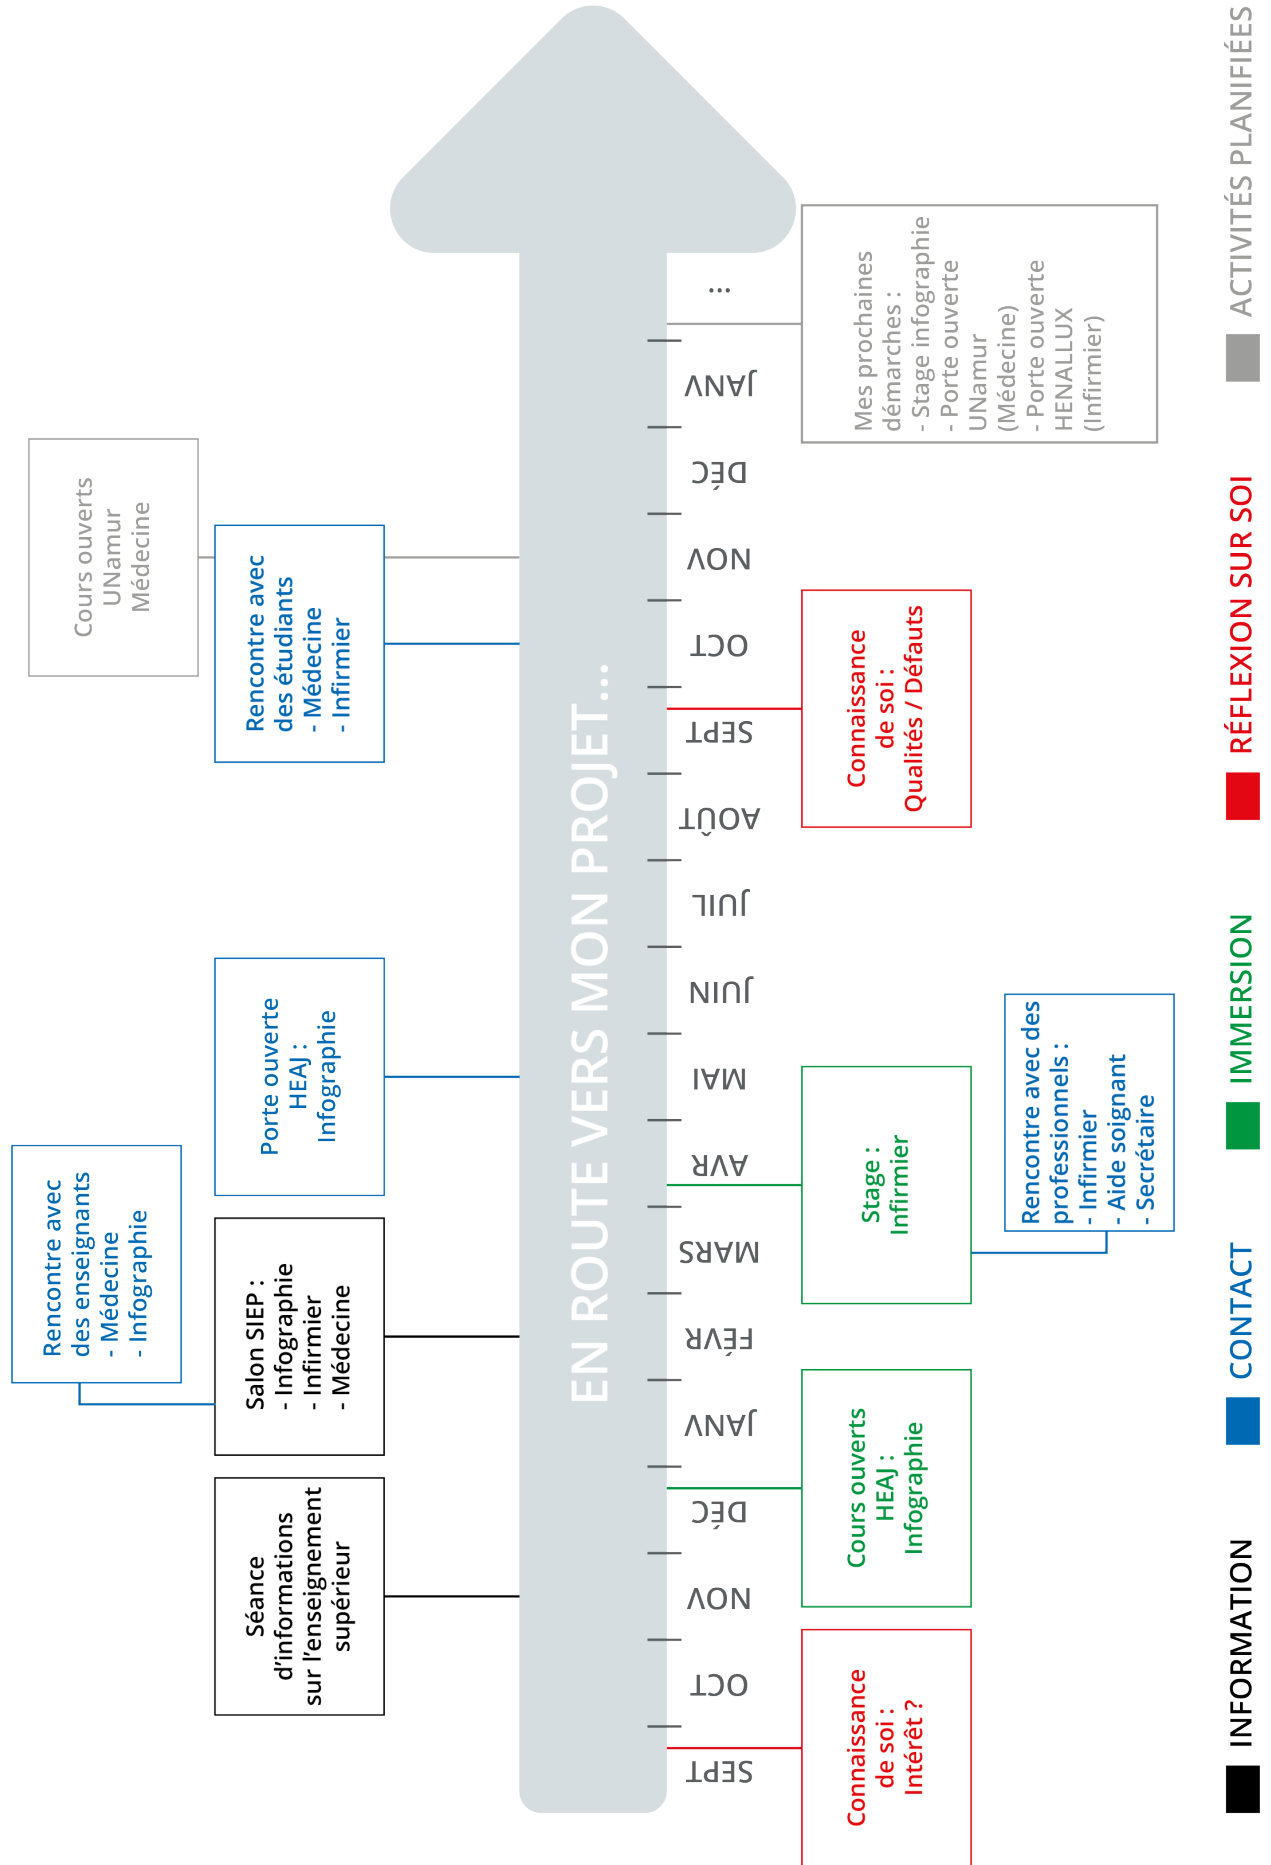 Rencontre avec
des enseignants
- Médecine
- Infographie
Cours ouverts
UNamur
Médecine
Séance
d'informations
sur l'enseignement
supérieur
Salon SIEP :
- Infographie
- Infirmier
- Médecine
Porte ouverte
HEAJ :
Infographie
Rencontre avec
des étudiants
- Médecine
- Infirmier
EN ROUTE VERS MON PROJET...
SEPT
OCT
NOV
DÉC
JANV
FÉVR
MARS
AVR
MAI
JUIN
JUIL
AOÛT
SEPT
OCT
NOV
DÉC
JANV
...
Connaissance
de soi :
Intérêt ?
Cours ouverts
HEAJ :
Infographie
Stage :
Infirmier
Connaissance
de soi :
Qualités / Défauts
Mes prochaines
démarches :
- Stage infographie
- Porte ouverte
UNamur
(Médecine)
- Porte ouverte
HENALLUX
(Infirmier)
Rencontre avec des
professionnels :
- Infirmier
- Aide soignant
- Secrétaire
INFORMATION
CONTACT
IMMERSION
RÉFLEXION SUR SOI
ACTIVITÉS PLANIFIÉES